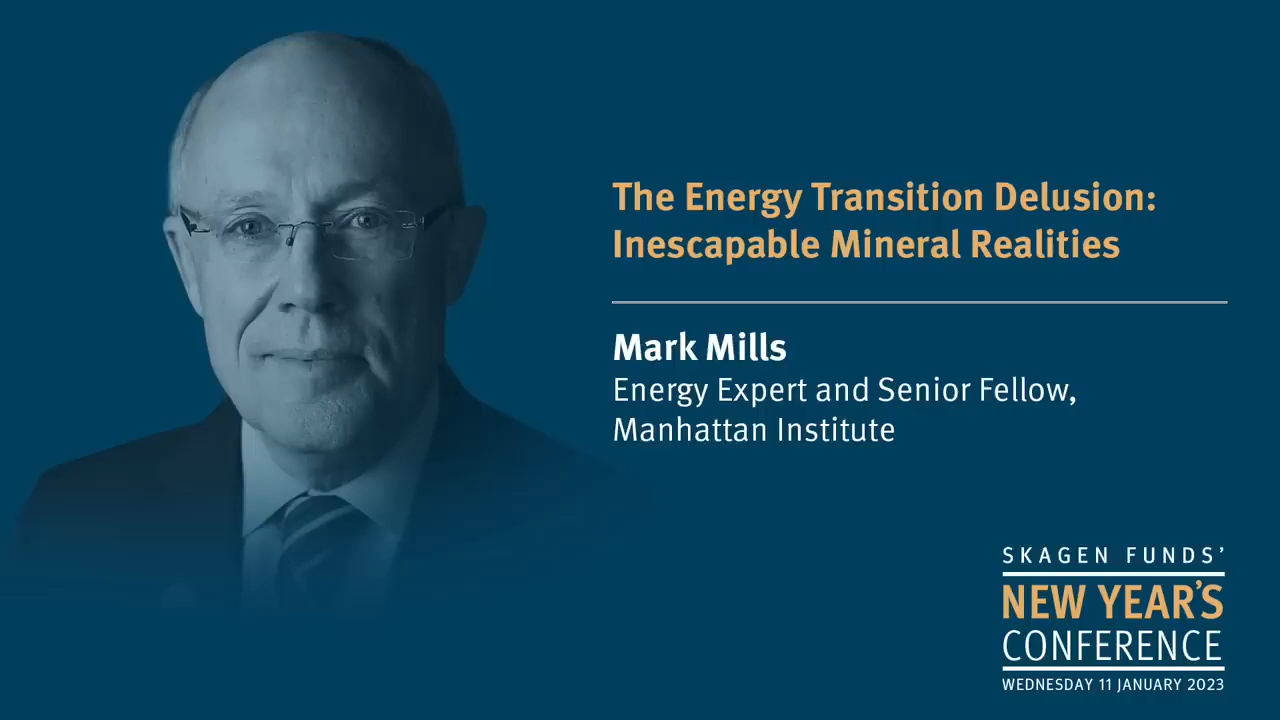 The Energy Transition Delusion:
Inescapable Mineral Realities
Mark Mills
Energy Expert and Senior Fellow,
Manhattan Institute
SKAGEN FUNDS’
NEW YEAR’S
CONFERENCE
WEDNESDAY 11 JANUARY 2023